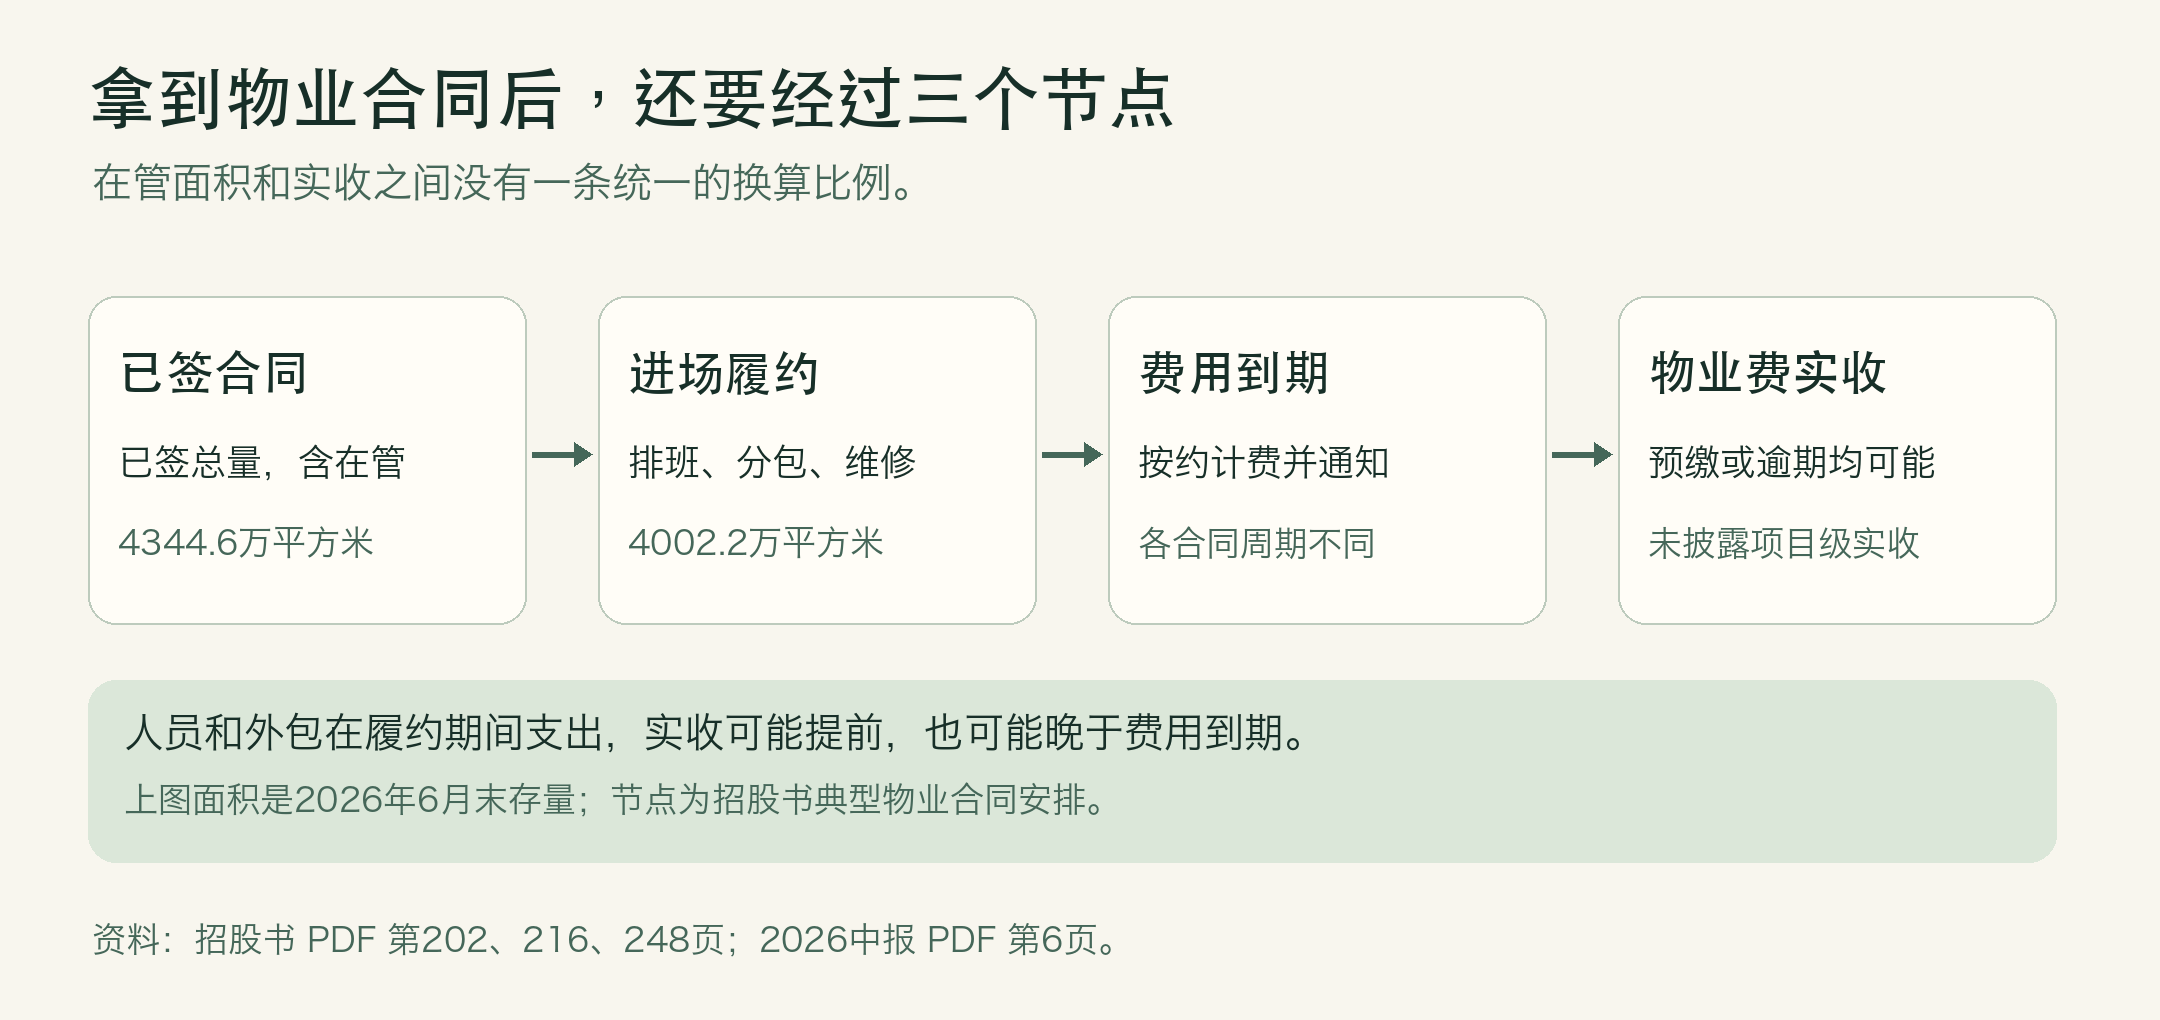 拿到物业合同后，还要经过三个节点
在管面积和实收之间没有一条统一的换算比例。
已签合同
已签总量，含在管
4344.6万平方米
进场履约
排班、分包、维修
4002.2万平方米
费用到期
按约计费并通知
各合同周期不同
物业费实收
预缴或逾期均可能
未披露项目级实收
人员和外包在履约期间支出，实收可能提前，也可能晚于费用到期。
上图面积是2026年6月末存量；节点为招股书典型物业合同安排。
资料：招股书 PDF 第202、216、248页；2026中报 PDF 第6页。